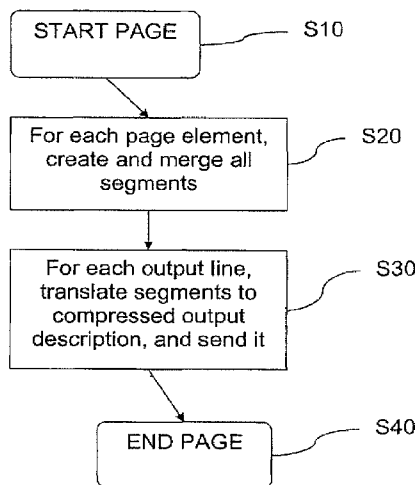 START PAGE
S10
For each page element,
create and merge all
segments
S20
For each output line,
translate segments to
compressed output
description, and send it
S30
END PAGE
S40